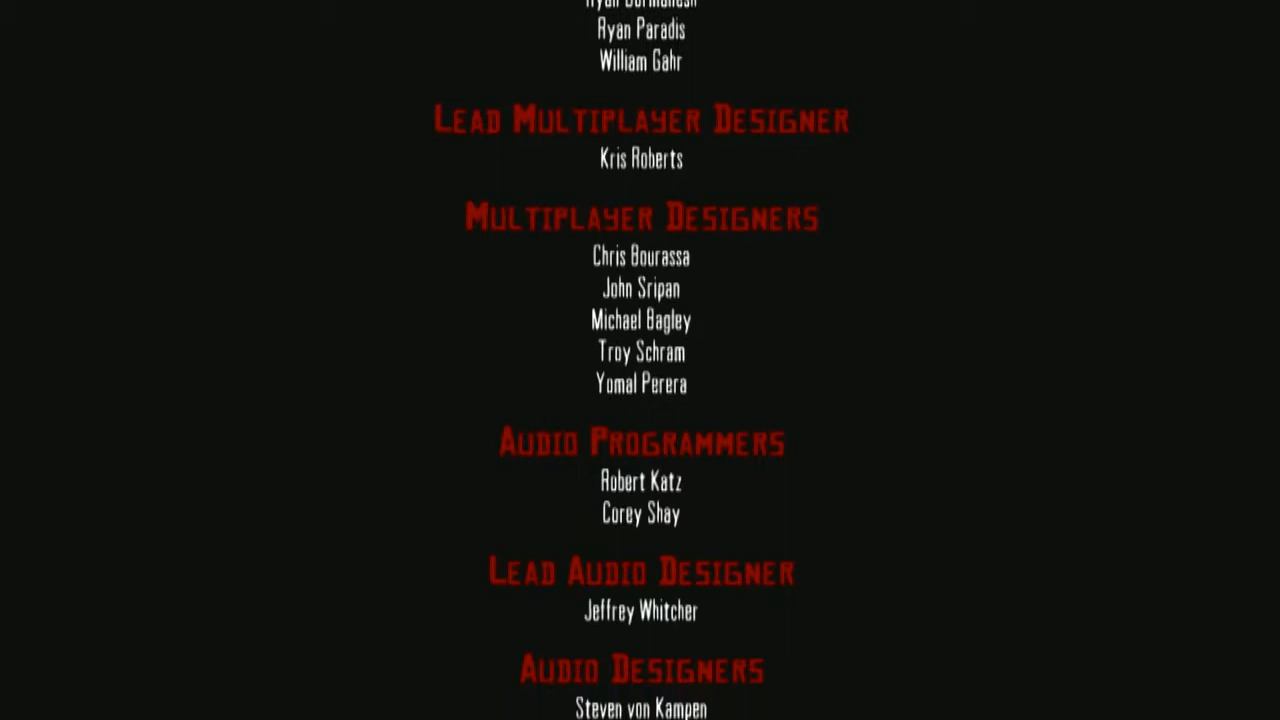 Ryan Paradis
William Gahr
Lead Multiplayer Designer
Kris Roberts
Multiplayer Designers
Chris Bourassa
John Sripan
Michael Bagley
Troy Schram
Yomal Perera
Audio Programmers
Robert Katz
Corey Shay
Lead Audio Designer
Jeffrey Whitcher
Audio Designers
Steven von Kampen